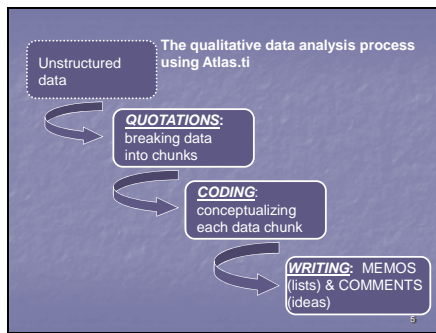 The qualitative data analysis process
using Atlas.ti
Unstructured
data
QUOTATIONS:
breaking data
into chunks
CODING:
conceptualizing
each data chunk
WRITING: MEMOS
(lists) & COMMENTS
(ideas)
5